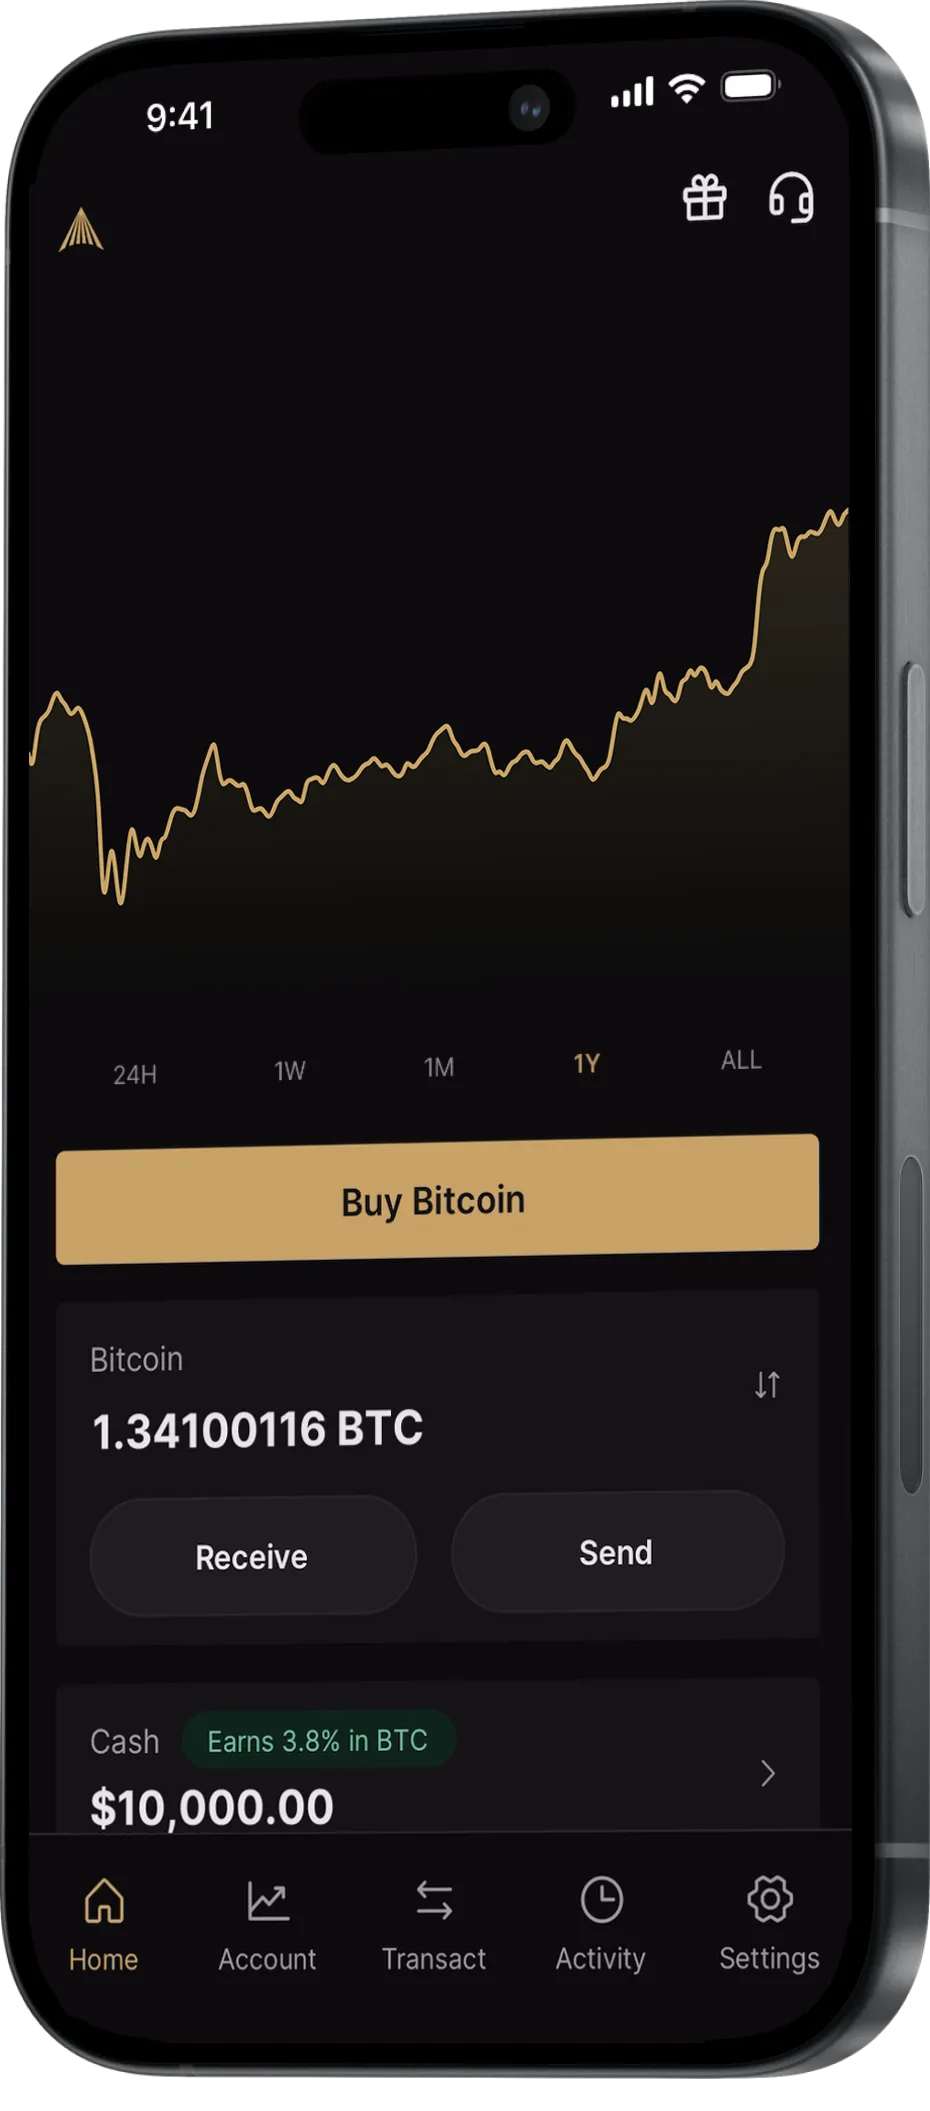 9:41
24H 1W 1M 1Y ALL
Buy Bitcoin
Bitcoin
1.34100116 BTC
Receive Send
Cash Earns 3.8% in BTC
$10,000.00
Home Account Transact Activity Settings